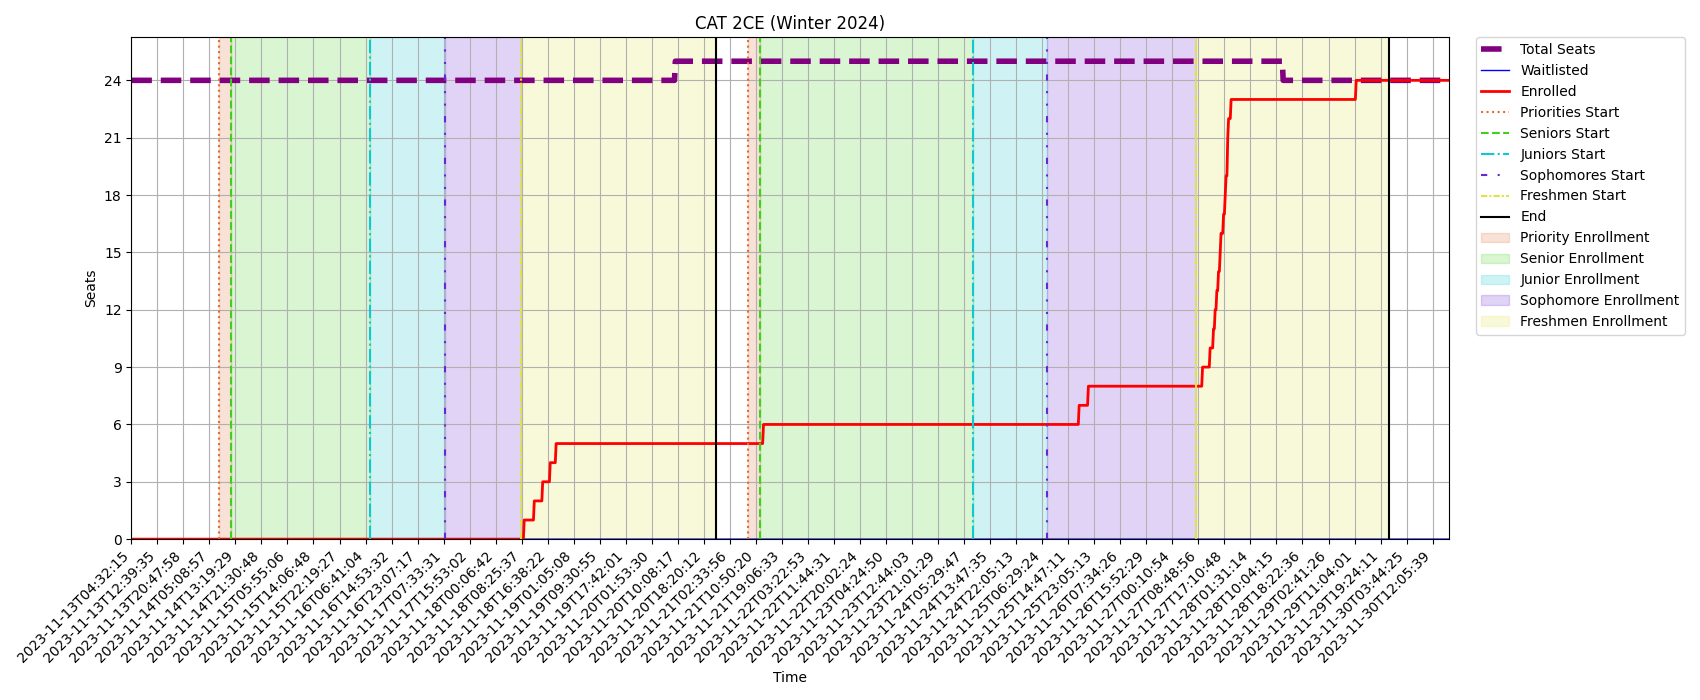 CAT 2CE (Winter 2024)
Seats
24
21
18
15
12
9
6
3
0
2023-11-13T04:32:15
2023-11-13T12:39:35
2023-11-13T20:47:58
2023-11-14T05:08:57
2023-11-14T13:19:29
2023-11-14T21:30:48
2023-11-15T05:55:06
2023-11-15T14:06:48
2023-11-15T22:19:27
2023-11-16T06:41:04
2023-11-16T14:53:32
2023-11-16T23:07:17
2023-11-17T07:33:31
2023-11-17T15:53:02
2023-11-18T00:06:42
2023-11-18T08:25:37
2023-11-18T16:38:22
2023-11-19T01:05:08
2023-11-19T09:30:55
2023-11-19T17:42:01
2023-11-20T01:53:30
2023-11-20T10:08:17
2023-11-20T18:20:12
2023-11-21T02:33:56
2023-11-21T10:50:20
2023-11-21T19:06:33
2023-11-22T03:22:53
2023-11-22T11:44:31
2023-11-22T20:02:24
2023-11-23T04:24:50
2023-11-23T12:44:03
2023-11-23T21:01:29
2023-11-24T05:29:47
2023-11-24T13:47:35
2023-11-24T22:05:13
2023-11-25T06:29:24
2023-11-25T14:47:11
2023-11-25T23:05:13
2023-11-26T07:34:26
2023-11-26T15:52:29
2023-11-27T00:10:54
2023-11-27T08:48:56
2023-11-27T17:10:48
2023-11-28T01:31:14
2023-11-28T10:04:15
2023-11-28T18:22:36
2023-11-29T02:41:26
2023-11-29T11:04:01
2023-11-29T19:24:11
2023-11-30T03:44:25
2023-11-30T12:05:39
Time
Total Seats
Waitlisted
Enrolled
Priorities Start
Seniors Start
Juniors Start
Sophomores Start
Freshmen Start
End
Priority Enrollment
Senior Enrollment
Junior Enrollment
Sophomore Enrollment
Freshmen Enrollment